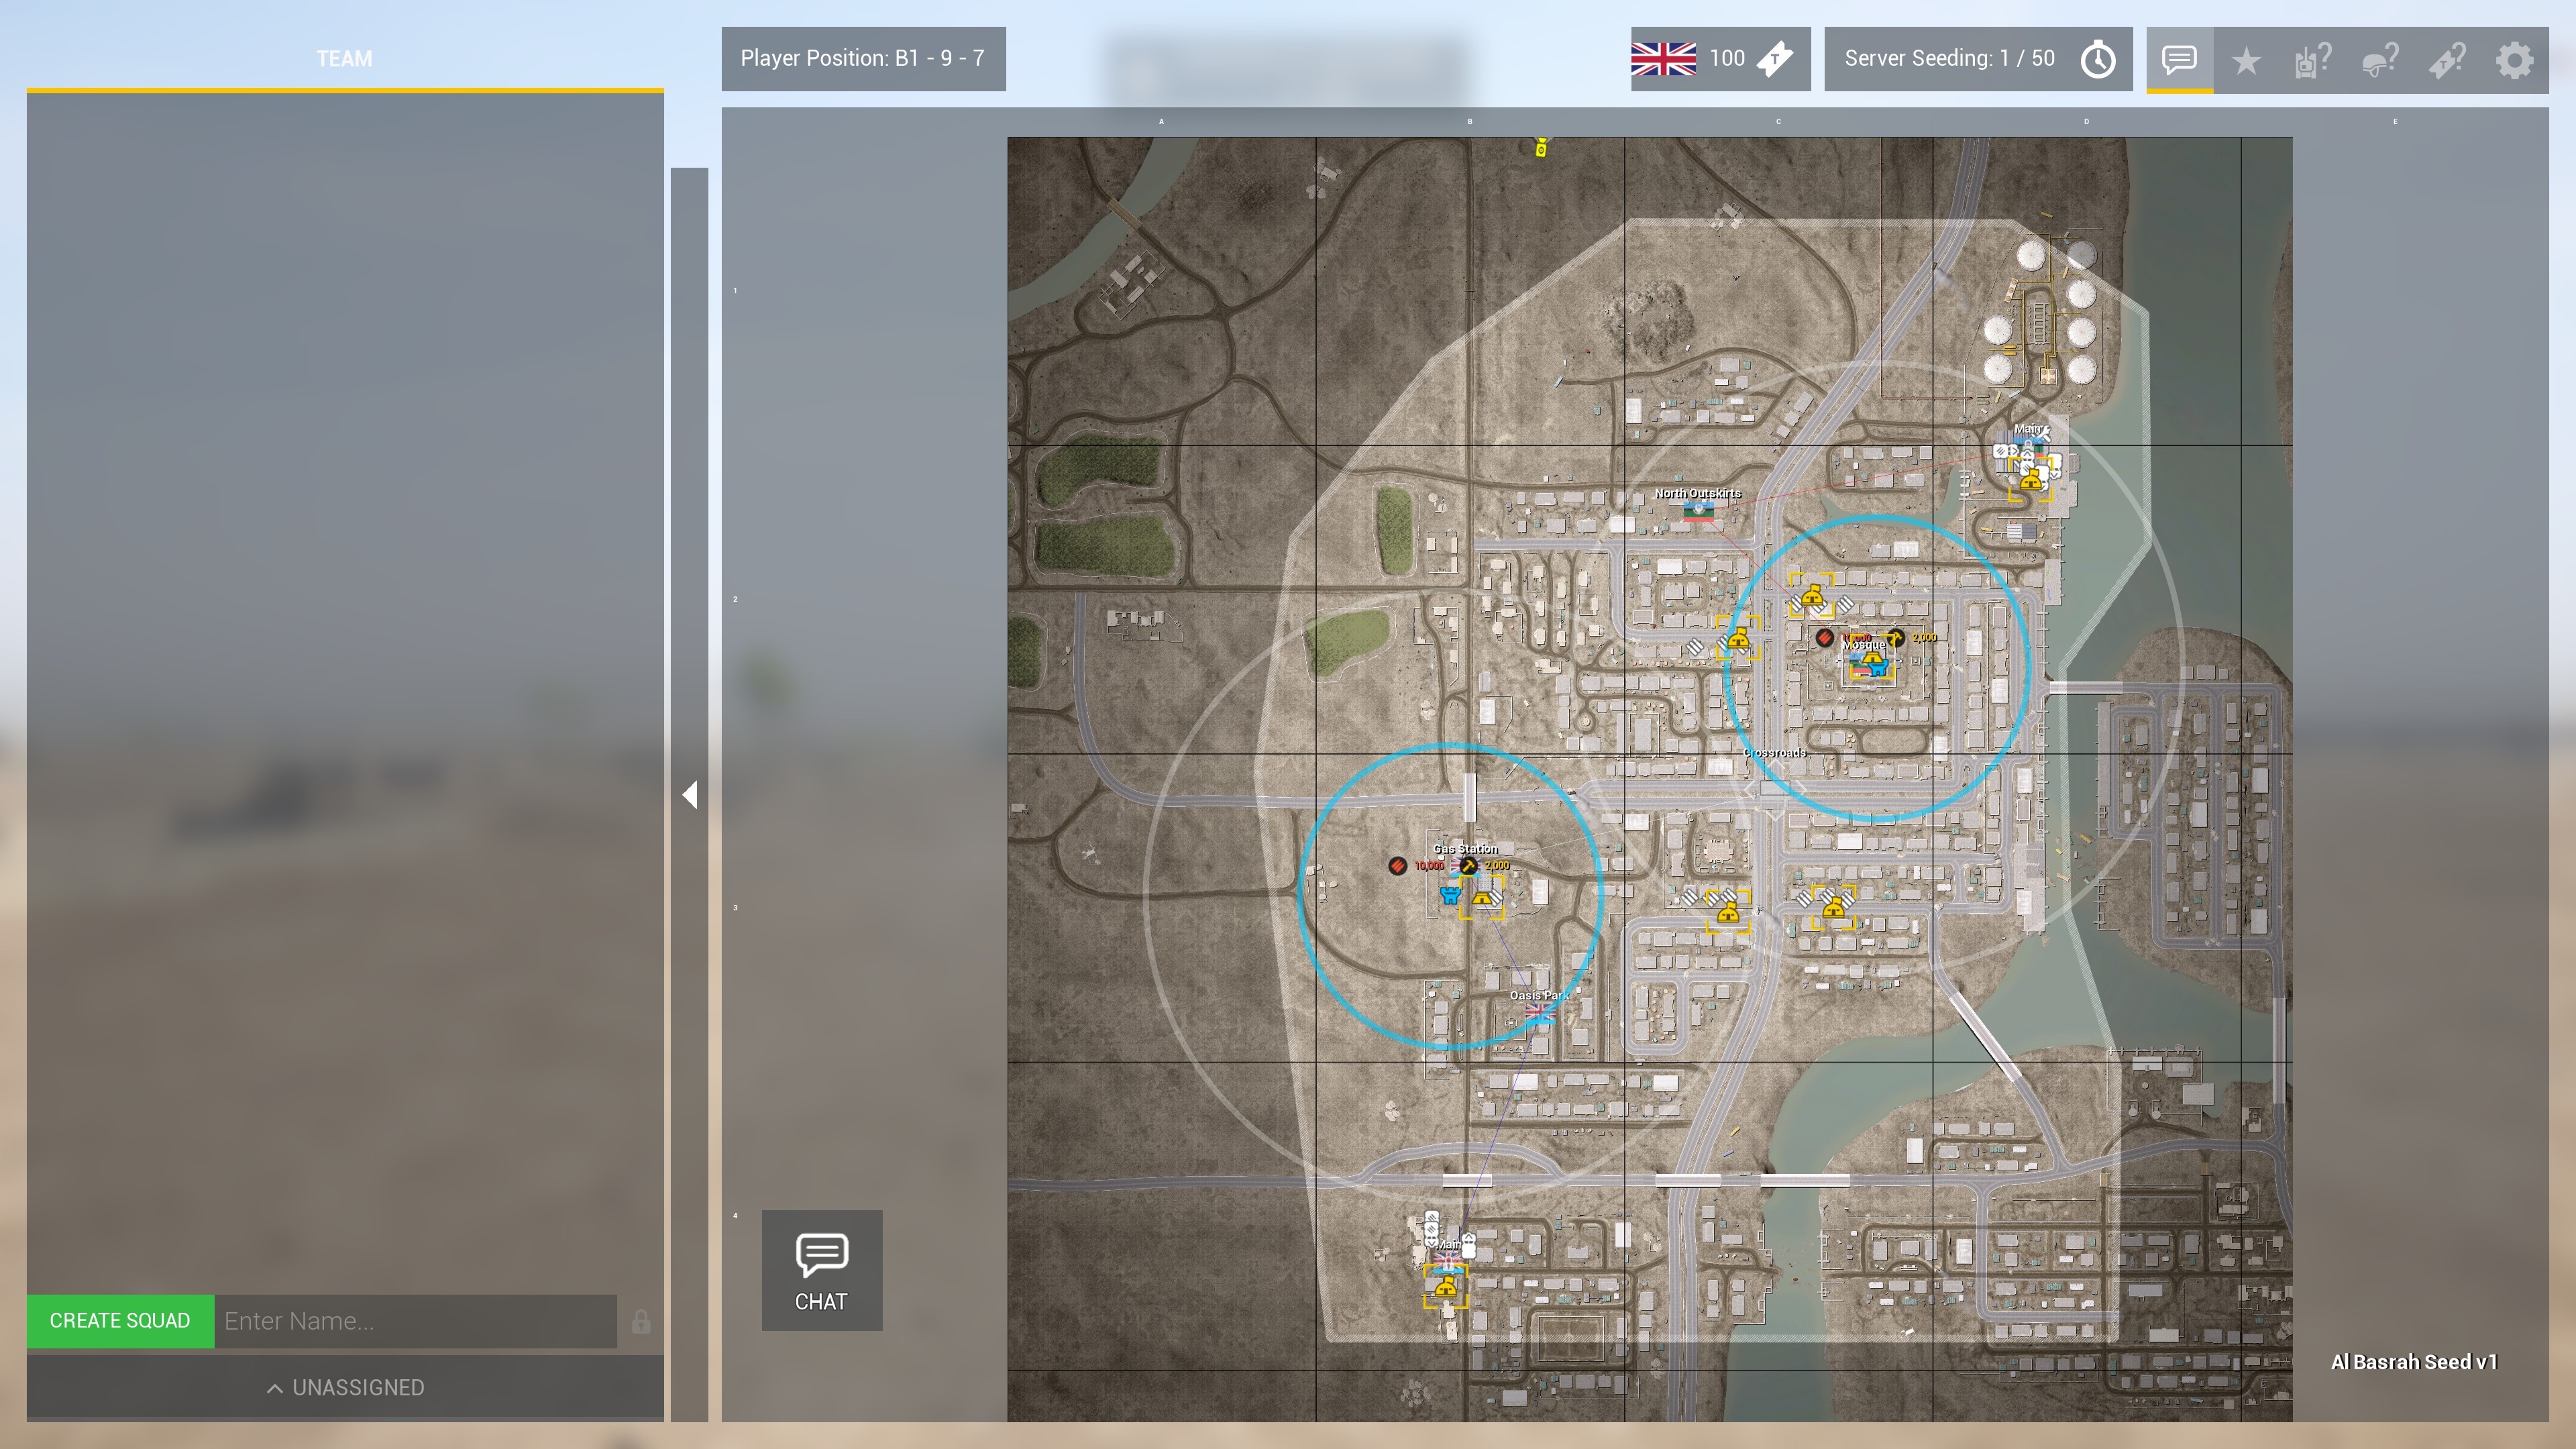 TEAM
Player Position: B1 - 9 - 7
100
Server Seeding: 1 / 50
A
B
C
D
E
1
Main
North Outskirts
2
2,000
Mosque
Crossroads
Gas Station
10,000
2,000
3
Oasis Park
4
Main
CHAT
CREATE SQUAD
Enter Name...
UNASSIGNED
Al Basrah Seed v1